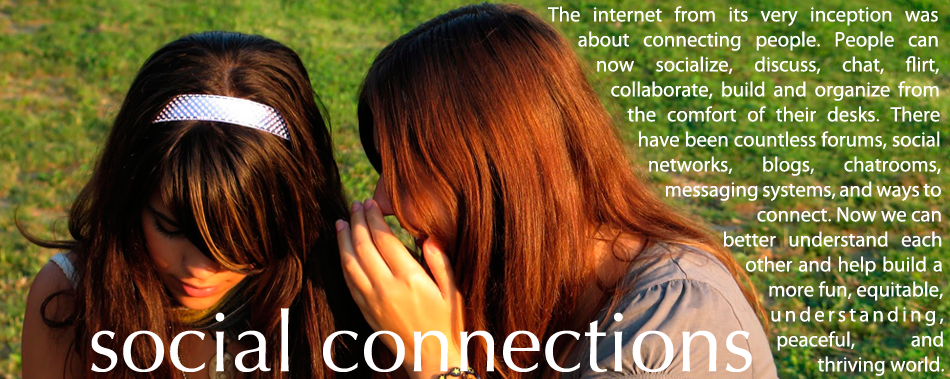 The internet from its very inception was
about connecting people. People can
now socialize, discuss, chat, flirt,
collaborate, build and organize from
the comfort of their desks. There
have been countless forums, social
networks, blogs, chatrooms,
messaging systems, and ways to
connect. Now we can
better understand each
other and help build a
more fun, equitable,
understanding,
peaceful, and
thriving world.
social connections